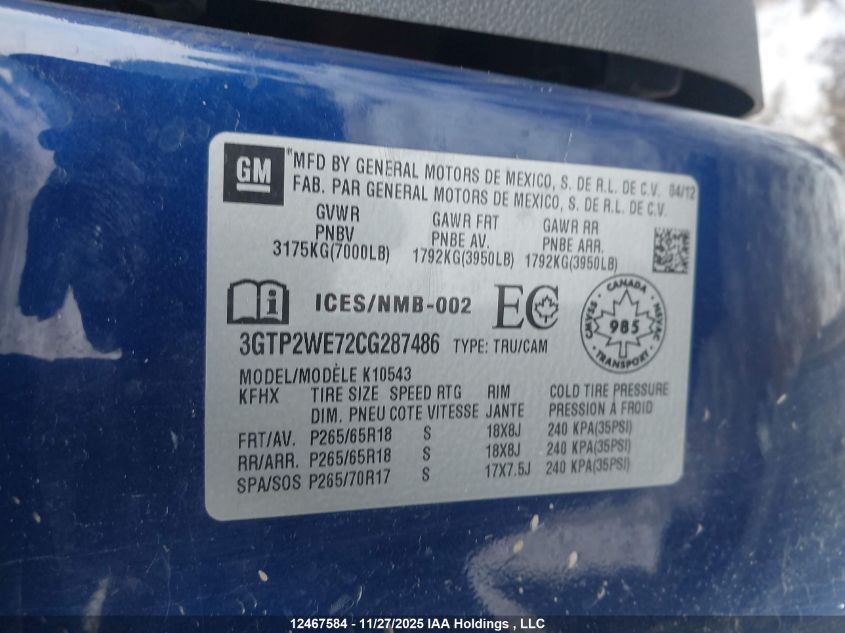 GM
*MFD BY GENERAL MOTORS DE MEXICO, S. DE R.L. DE C.V. 04/12
FAB. PAR GENERAL MOTORS DE MEXICO, S. DE R.L. DE C.V.
GVWR GAWR FRT GAWR RR
PNBV PNBE AV. PNBE ARR.
3175KG(7000LB) 1792KG(3950LB) 1792KG(3950LB)
i ICES/NMB-002 EC
CANADA
CMVSS 985 NSVAC
TRANSPORT
3GTP2WE72CG287486 TYPE: TRU/CAM
MODEL/MODÈLE K10543
KFHX TIRE SIZE SPEED RTG RIM COLD TIRE PRESSURE
DIM. PNEU COTE VITESSE JANTE PRESSION À FROID
FRT/AV. P265/65R18 S 18X8J 240 KPA(35PSI)
RR/ARR. P265/65R18 S 18X8J 240 KPA(35PSI)
SPA/SOS P265/70R17 S 17X7.5J 240 KPA(35PSI)
12467584 - 11/27/2025 IAA Holdings , LLC